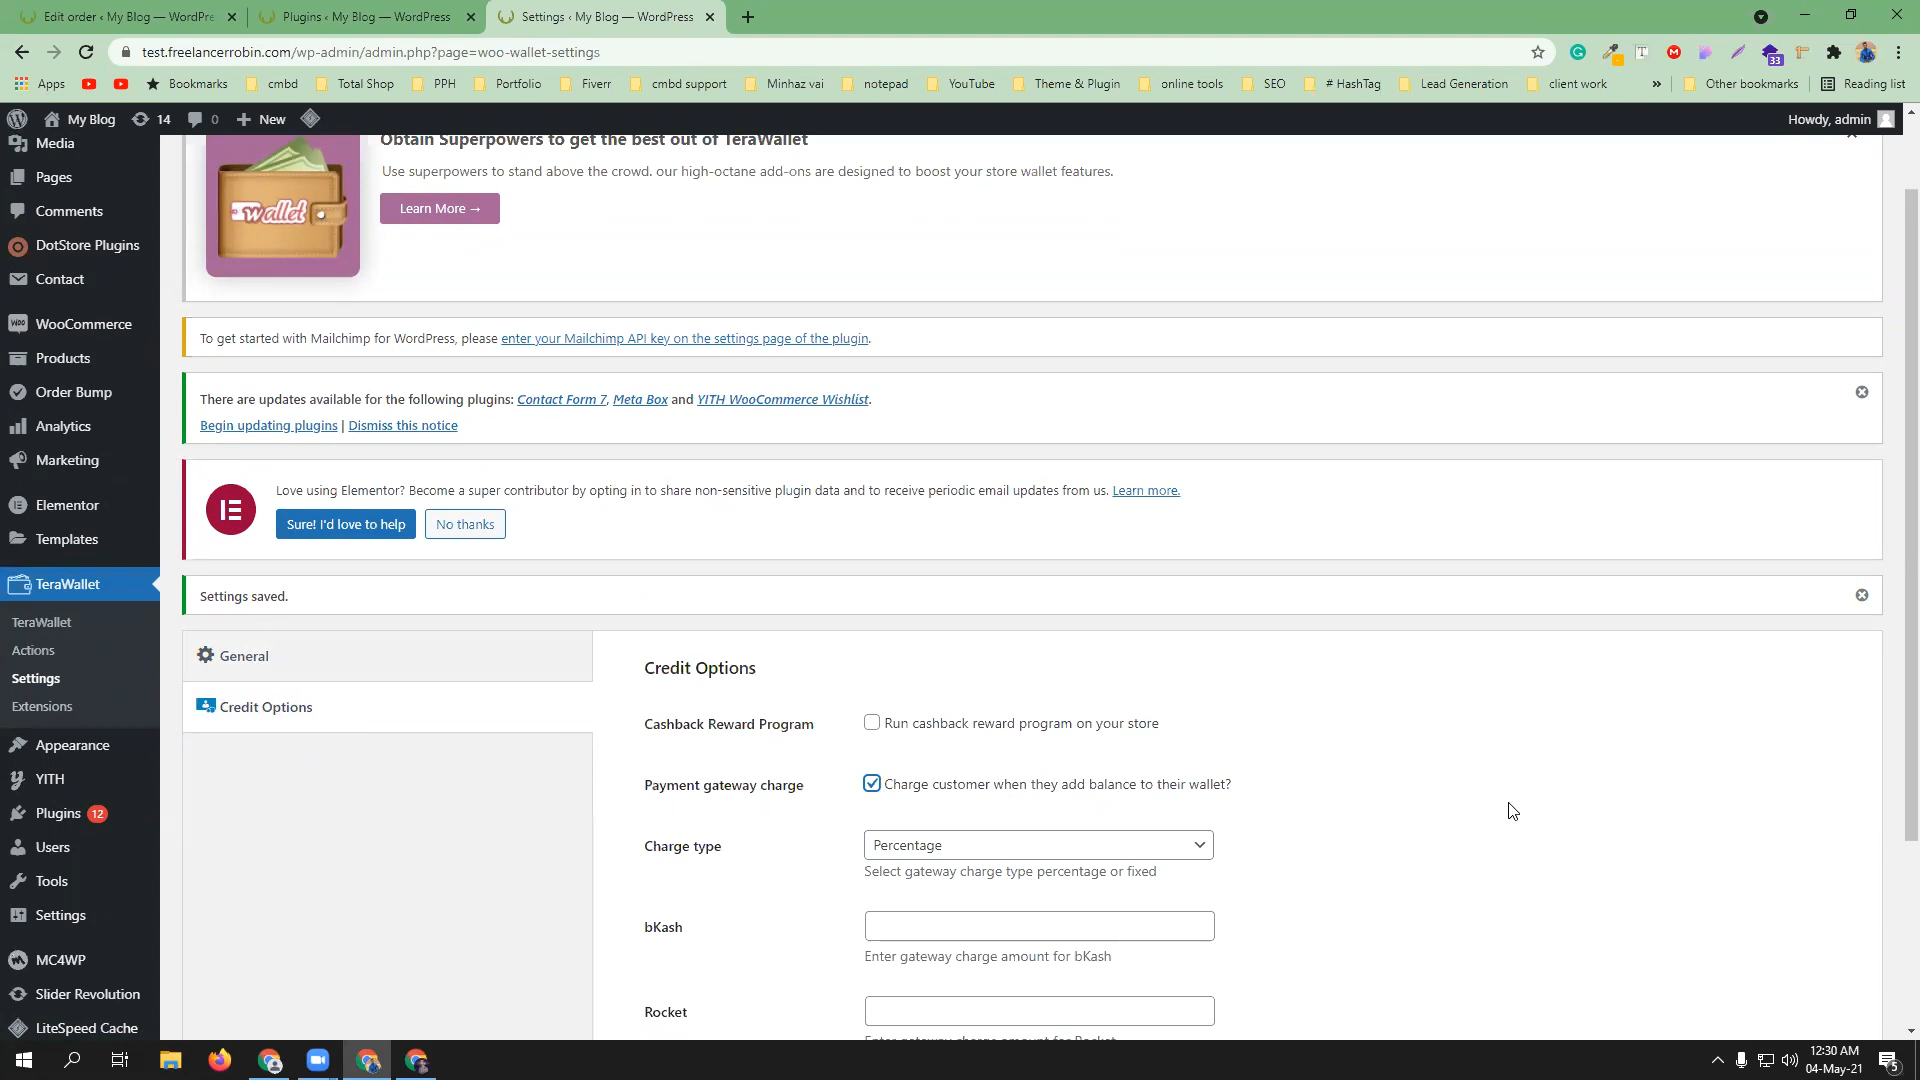 Edit order ‹ My Blog — WordPre
Plugins ‹ My Blog — WordPress
Settings ‹ My Blog — WordPress
test.freelancerrobin.com/wp-admin/admin.php?page=woo-wallet-settings
33
Apps
Bookmarks
cmbd
Total Shop
PPH
Portfolio
Fiverr
cmbd support
Minhaz vai
notepad
YouTube
Theme & Plugin
online tools
SEO
# HashTag
Lead Generation
client work
Other bookmarks
Reading list
My Blog
14
0
New
Howdy, admin
Media
Pages
Comments
DotStore Plugins
Contact
WooCommerce
Products
Order Bump
Analytics
Marketing
Elementor
Templates
TeraWallet
TeraWallet
Actions
Settings
Extensions
Appearance
YITH
Plugins 12
Users
Tools
Settings
MC4WP
Slider Revolution
LiteSpeed Cache
wallet
Obtain Superpowers to get the best out of TeraWallet
Use superpowers to stand above the crowd. our high-octane add-ons are designed to boost your store wallet features.
Learn More →
To get started with Mailchimp for WordPress, please enter your Mailchimp API key on the settings page of the plugin.
There are updates available for the following plugins: Contact Form 7, Meta Box and YITH WooCommerce Wishlist.
Begin updating plugins | Dismiss this notice
Love using Elementor? Become a super contributor by opting in to share non-sensitive plugin data and to receive periodic email updates from us. Learn more.
Sure! I'd love to help
No thanks
Settings saved.
General
Credit Options
Credit Options
Cashback Reward Program
Run cashback reward program on your store
Payment gateway charge
Charge customer when they add balance to their wallet?
Charge type
Percentage
Select gateway charge type percentage or fixed
bKash
Enter gateway charge amount for bKash
Rocket
Enter gateway charge amount for Rocket
12:30 AM
04-May-21
5